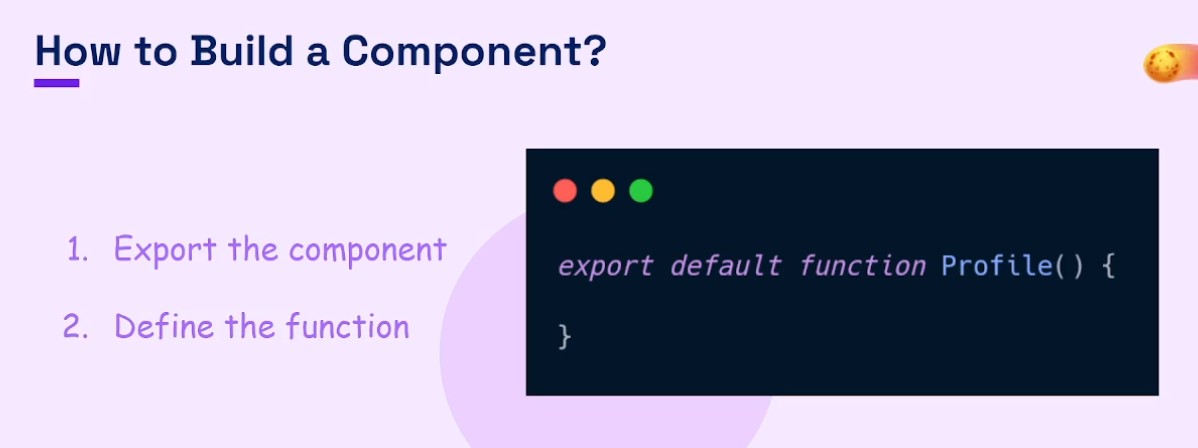 How to Build a Component?
1. Export the component
2. Define the function
export default function Profile() {
}